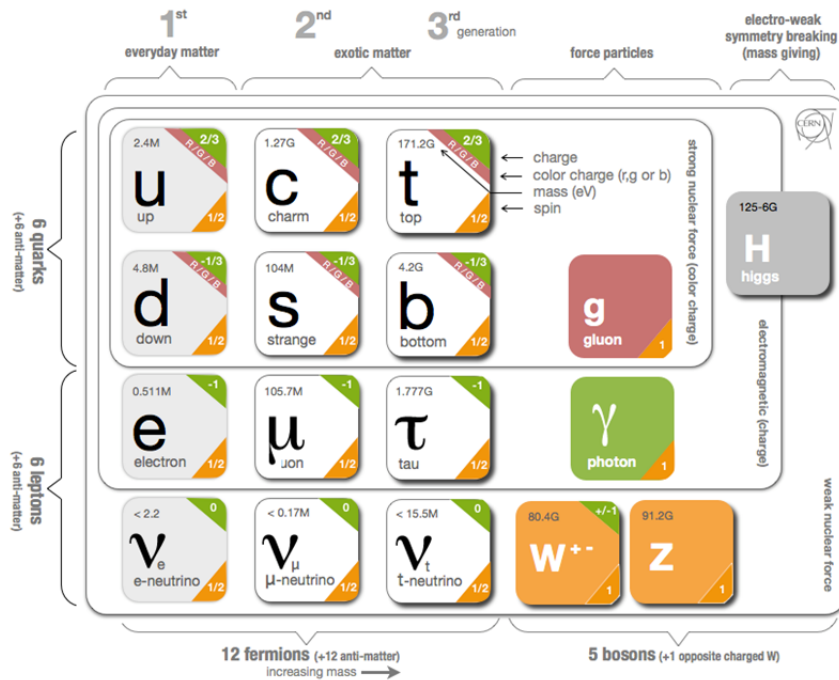 1st
2nd
3rd generation
everyday matter
exotic matter
force particles
electro-weak
symmetry breaking
(mass giving)
CERN
6 quarks
(+6 anti-matter)
2.4M
2/3
R/G/B
u
up
1/2
1.27G
2/3
R/G/B
c
charm
1/2
171.2G
2/3
R/G/B
t
top
1/2
charge
color charge (r,g or b)
mass (eV)
spin
strong nuclear force (color charge)
125-6G
H
higgs
4.8M
-1/3
R/G/B
d
down
1/2
104M
-1/3
R/G/B
s
strange
1/2
4.2G
-1/3
R/G/B
b
bottom
1/2
g
gluon
1
electromagnetic (charge)
6 leptons
(+6 anti-matter)
0.511M
-1
e
electron
1/2
105.7M
-1
μ
uon
1/2
1.777G
-1
τ
tau
1/2
γ
photon
1
weak nuclear force
< 2.2
0
νe
e-neutrino
1/2
< 0.17M
0
νμ
μ-neutrino
1/2
< 15.5M
0
νt
t-neutrino
1/2
80.4G
+/-1
W+-
1
91.2G
Z
1
12 fermions (+12 anti-matter)
increasing mass
5 bosons (+1 opposite charged W)